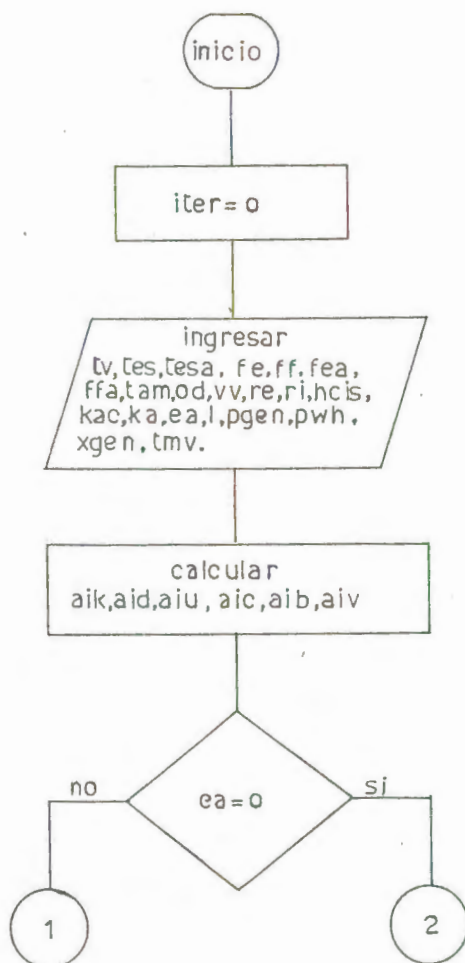 inicio
iter= o
ingresar
tv,tes,tesa, fe,ff.fea,
ffa,tam,od,vv,re,ri,hcis,
kac,ka,ea,l,pgen,pwh,
xgen,tmv.
calcular
aik,aid,aiu, aic,aib,aiv
no
ea=o
si
1
2